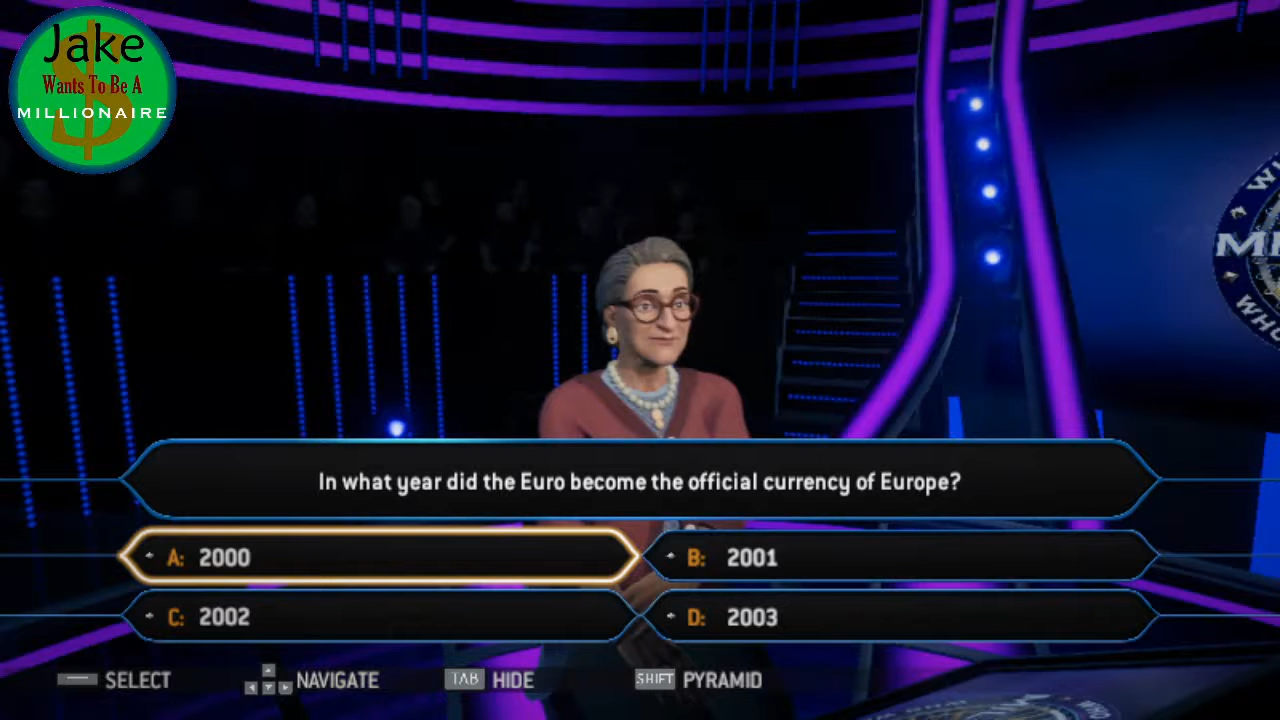 Jake
Wants To Be A
MILLIONAIRE
In what year did the Euro become the official currency of Europe?
A: 2000
B: 2001
C: 2002
D: 2003
SELECT
NAVIGATE
TAB HIDE
SHIFT PYRAMID